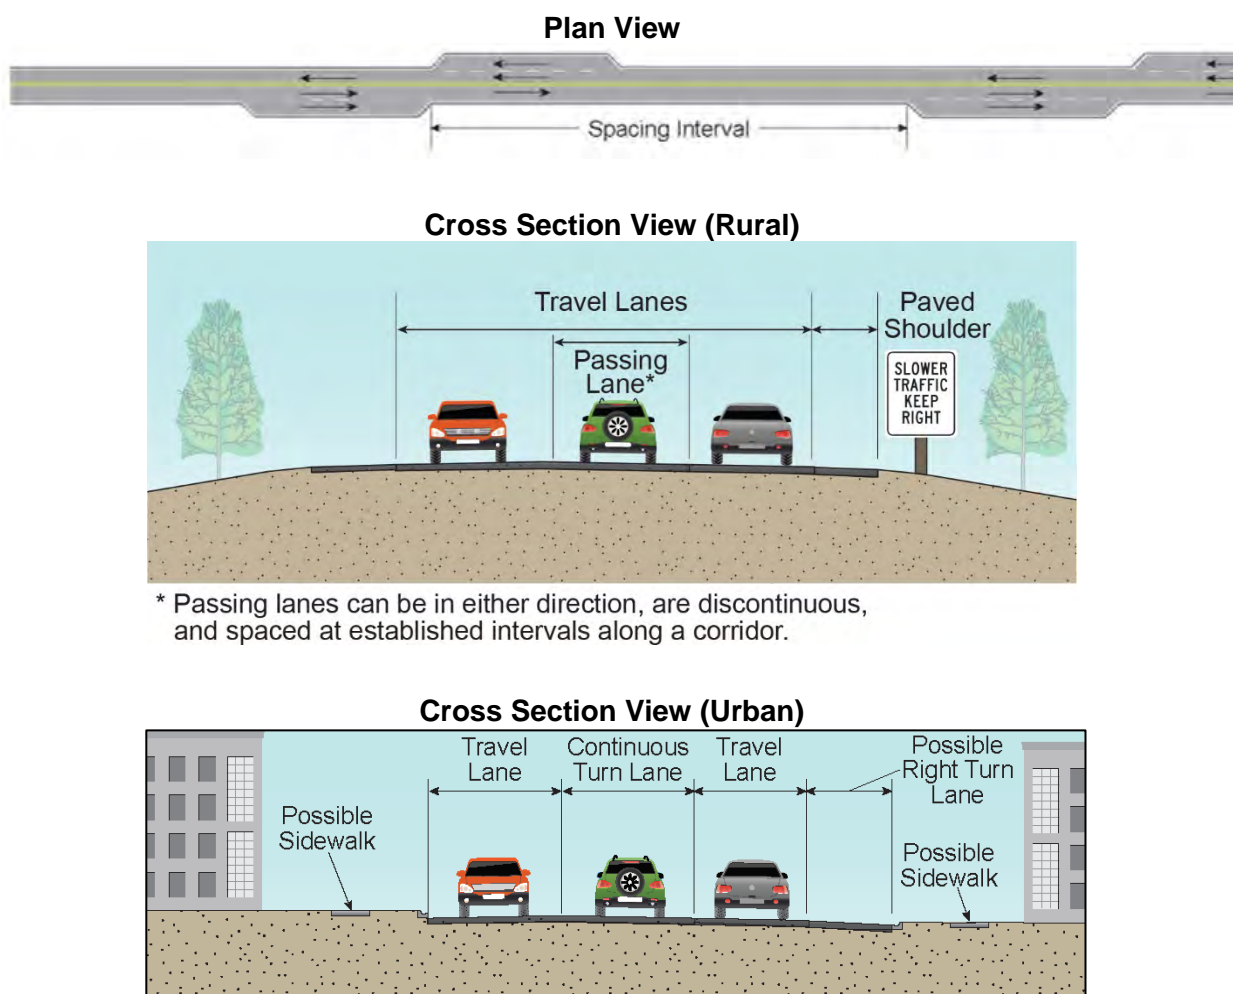 Plan View
Spacing Interval
Cross Section View (Rural)
Travel Lanes
Paved
Shoulder
Passing
Lane*
SLOWER
TRAFFIC
KEEP
RIGHT
* Passing lanes can be in either direction, are discontinuous,
and spaced at established intervals along a corridor.
Cross Section View (Urban)
Travel
Lane
Continuous
Turn Lane
Travel
Lane
Possible
Right Turn
Lane
Possible
Sidewalk
Possible
Sidewalk